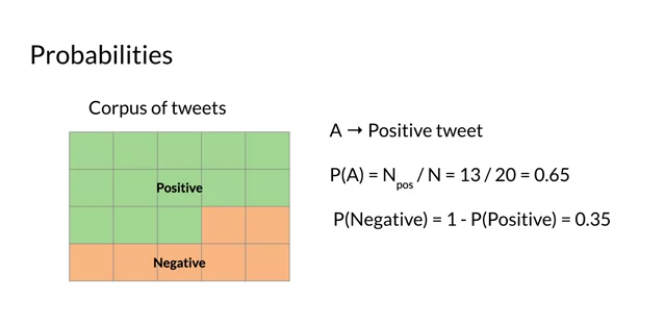 Probabilities
Corpus of tweets
Positive
Negative
A → Positive tweet
P(A) = N_pos / N = 13 / 20 = 0.65
P(Negative) = 1 - P(Positive) = 0.35